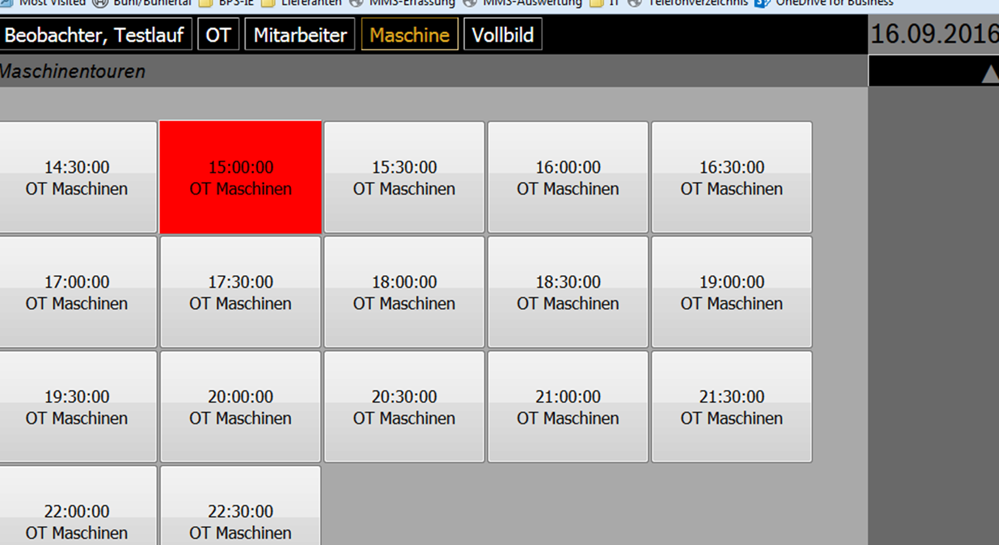 Most Visited Buhl/Buhlertal BPS-IE Lieferanten MMS-Erfassung MMS-Auswertung IT Telefonverzeichnis OneDrive for Business
Beobachter, Testlauf OT Mitarbeiter Maschine Vollbild 16.09.2016
Maschinentouren
14:30:00 15:00:00 15:30:00 16:00:00 16:30:00
OT Maschinen OT Maschinen OT Maschinen OT Maschinen OT Maschinen
17:00:00 17:30:00 18:00:00 18:30:00 19:00:00
OT Maschinen OT Maschinen OT Maschinen OT Maschinen OT Maschinen
19:30:00 20:00:00 20:30:00 21:00:00 21:30:00
OT Maschinen OT Maschinen OT Maschinen OT Maschinen OT Maschinen
22:00:00 22:30:00
OT Maschinen OT Maschinen